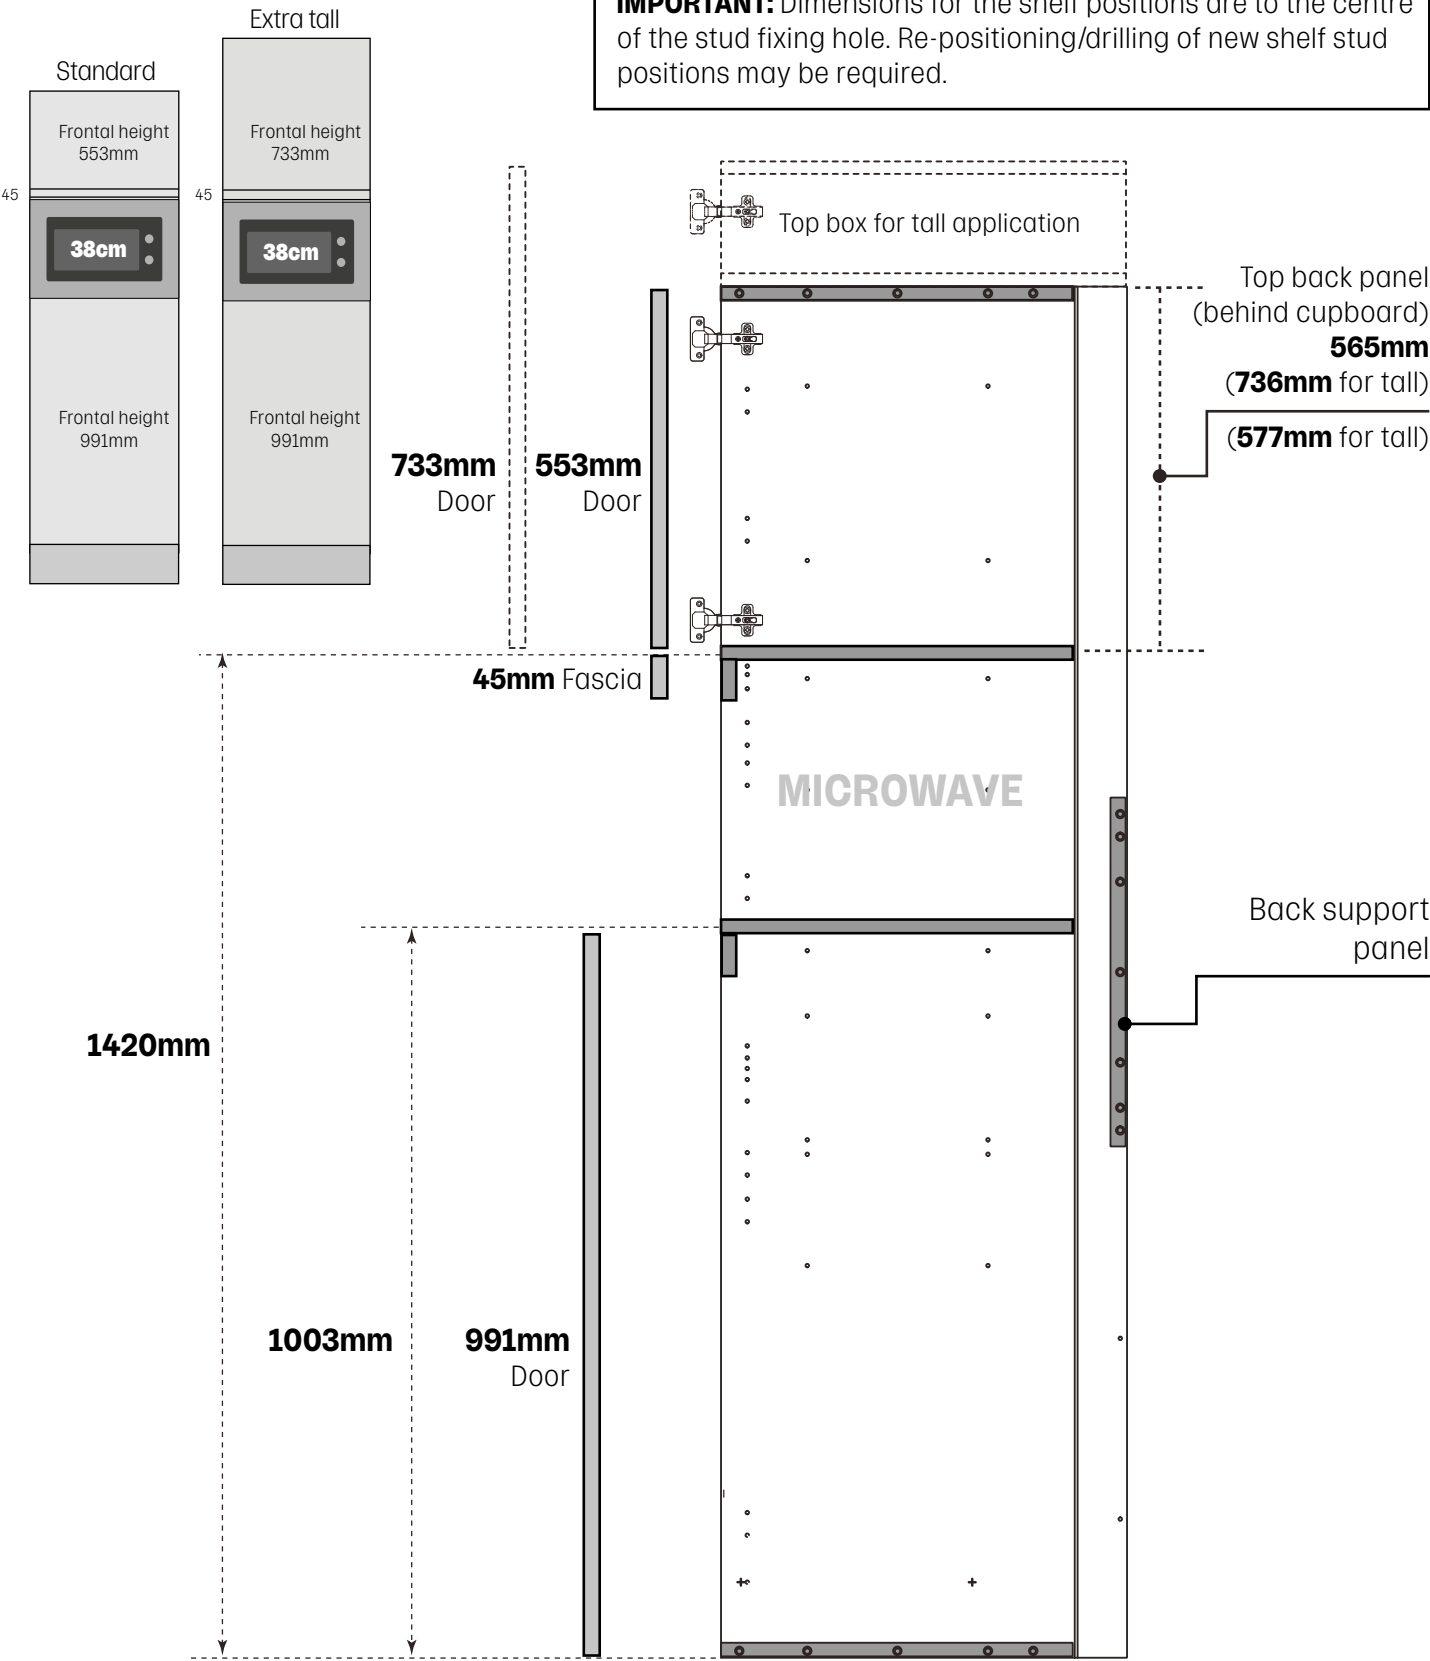 IMPORTANT: Dimensions for the shelf positions are to the centre
of the stud fixing hole. Re-positioning/drilling of new shelf stud
positions may be required.
Extra tall
Standard
Frontal height
553mm
Frontal height
733mm
45
45
38cm
38cm
Frontal height
991mm
Frontal height
991mm
Top box for tall application
Top back panel
(behind cupboard)
565mm
(736mm for tall)
(577mm for tall)
733mm
Door
553mm
Door
45mm Fascia
MICROWAVE
Back support
panel
1420mm
1003mm
991mm
Door